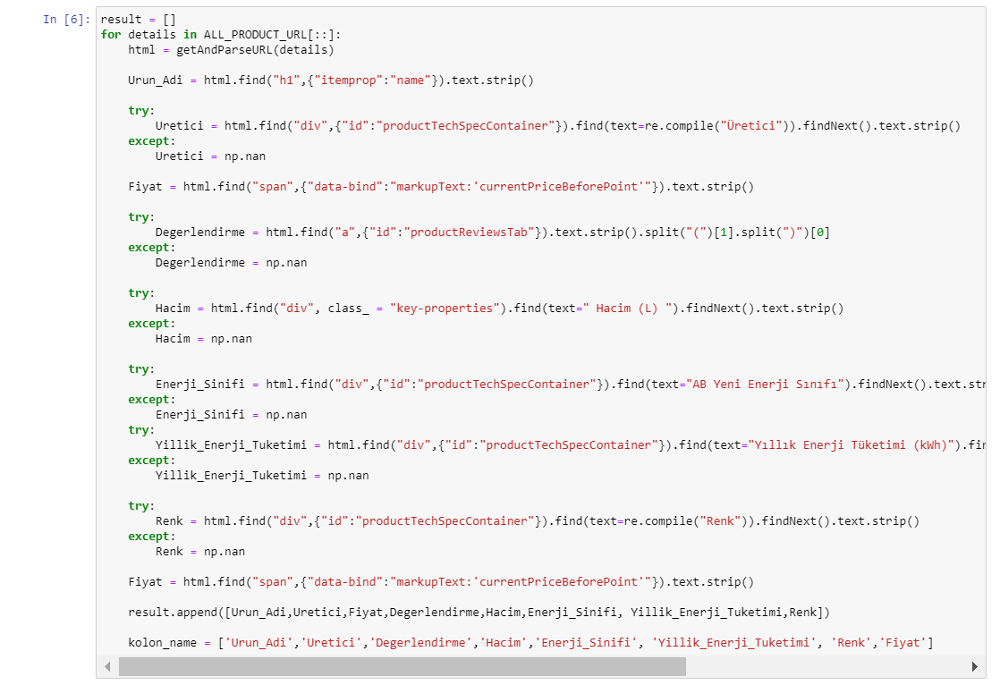 In [6]: result = []
for details in ALL_PRODUCT_URL[::]:
    html = getAndParseURL(details)

    Urun_Adi = html.find("h1",{"itemprop":"name"}).text.strip()

    try:
        Uretici = html.find("div",{"id":"productTechSpecContainer"}).find(text=re.compile("Üretici")).findNext().text.strip()
    except:
        Uretici = np.nan

    Fiyat = html.find("span",{"data-bind":"markupText:'currentPriceBeforePoint'"}).text.strip()

    try:
        Degerlendirme = html.find("a",{"id":"productReviewsTab"}).text.strip().split("(")[1].split(")")[0]
    except:
        Degerlendirme = np.nan

    try:
        Hacim = html.find("div", class_ = "key-properties").find(text=" Hacim (L) ").findNext().text.strip()
    except:
        Hacim = np.nan

    try:
        Enerji_Sinifi = html.find("div",{"id":"productTechSpecContainer"}).find(text="AB Yeni Enerji Sınıfı").findNext().text.str
    except:
        Enerji_Sinifi = np.nan
    try:
        Yillik_Enerji_Tuketimi = html.find("div",{"id":"productTechSpecContainer"}).find(text="Yıllık Enerji Tüketimi (kWh)").fin
    except:
        Yillik_Enerji_Tuketimi = np.nan

    try:
        Renk = html.find("div",{"id":"productTechSpecContainer"}).find(text=re.compile("Renk")).findNext().text.strip()
    except:
        Renk = np.nan

    Fiyat = html.find("span",{"data-bind":"markupText:'currentPriceBeforePoint'"}).text.strip()

    result.append([Urun_Adi,Uretici,Fiyat,Degerlendirme,Hacim,Enerji_Sinifi, Yillik_Enerji_Tuketimi,Renk])

    kolon_name = ['Urun_Adi','Uretici','Degerlendirme','Hacim','Enerji_Sinifi', 'Yillik_Enerji_Tuketimi', 'Renk','Fiyat']